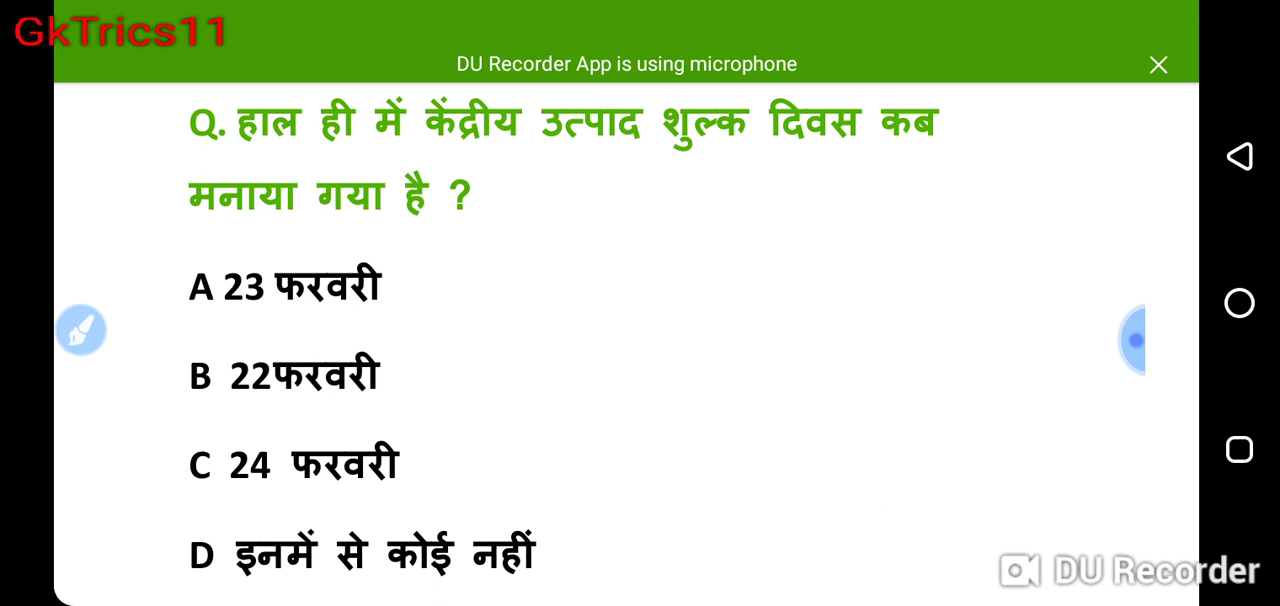 GkTrics11
DU Recorder App is using microphone
Q. हाल ही में केंद्रीय उत्पाद शुल्क दिवस कब
मनाया गया है ?
A 23 फरवरी
B 22फरवरी
C 24 फरवरी
D इनमें से कोई नहीं
DU Recorder